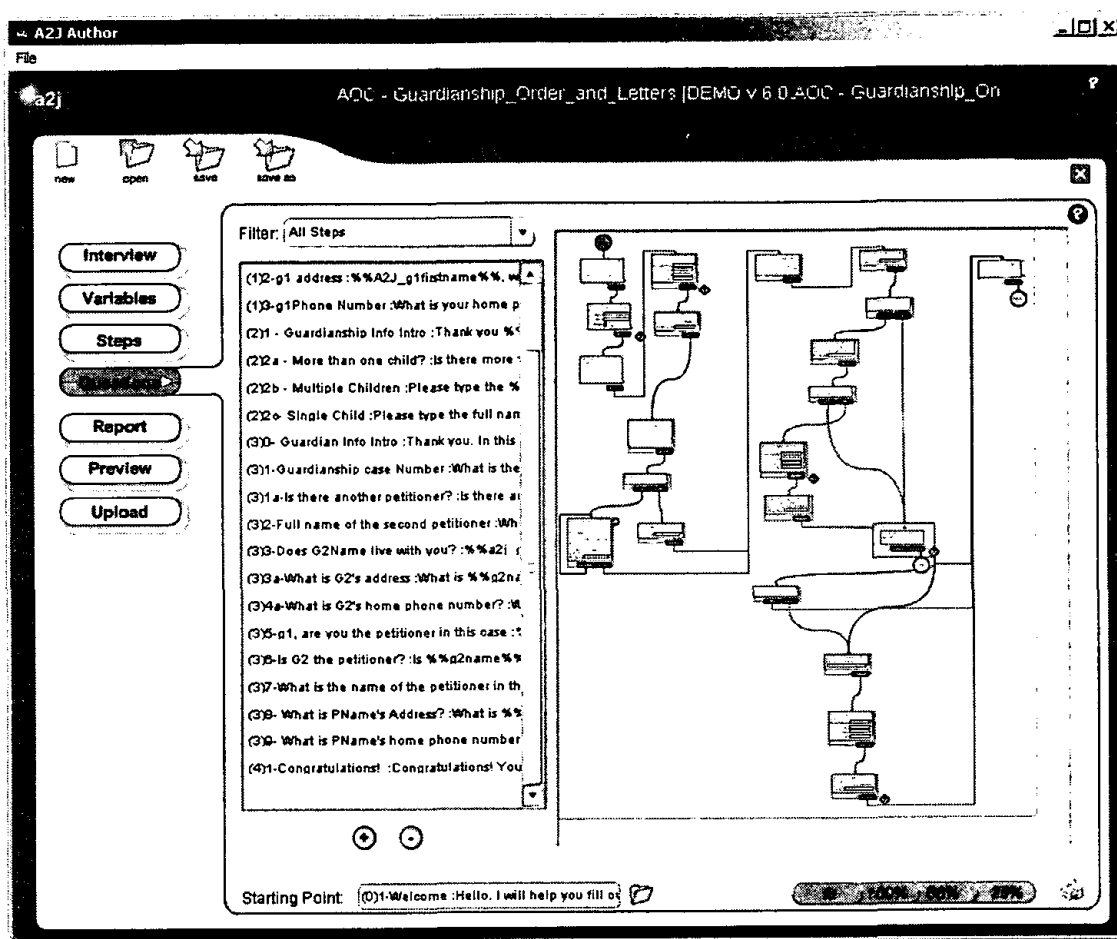 A2J Author
File
a2j
AOC - Guardianship_Order_and_Letters [DEMO v 6.0.AOC - Guardianship_On
?
new open save save as
?
Filter: All Steps
Interview
Variables
Steps
Questions
Report
Preview
Upload
(1)2-g1 address :%%A2J_g1firstname%%, w
(1)3-g1Phone Number :What is your home p
(2)1 - Guardianship Info Intro :Thank you %
(2)2a - More than one child? :Is there more
(2)2b - Multiple Children :Please type the %
(2)2c- Single Child :Please type the full nam
(3)0- Guardian Info Intro :Thank you. In this
(3)1-Guardianship case Number :What is the
(3)1a-Is there another petitioner? :Is there a
(3)2-Full name of the second petitioner :Wh
(3)3-Does G2Name live with you? :%%a2j
(3)3a-What is G2's address :What is %%g2na
(3)4a-What is G2's home phone number? :W
(3)5-g1, are you the petitioner in this case :
(3)6-Is G2 the petitioner? :Is %%g2name%%
(3)7-What is the name of the petitioner in th
(3)8- What is PName's Address? :What is %%
(3)9- What is PName's home phone number
(4)1-Congratulations! :Congratulations! You
Starting Point: (0)1-Welcome :Hello. I will help you fill o
100%